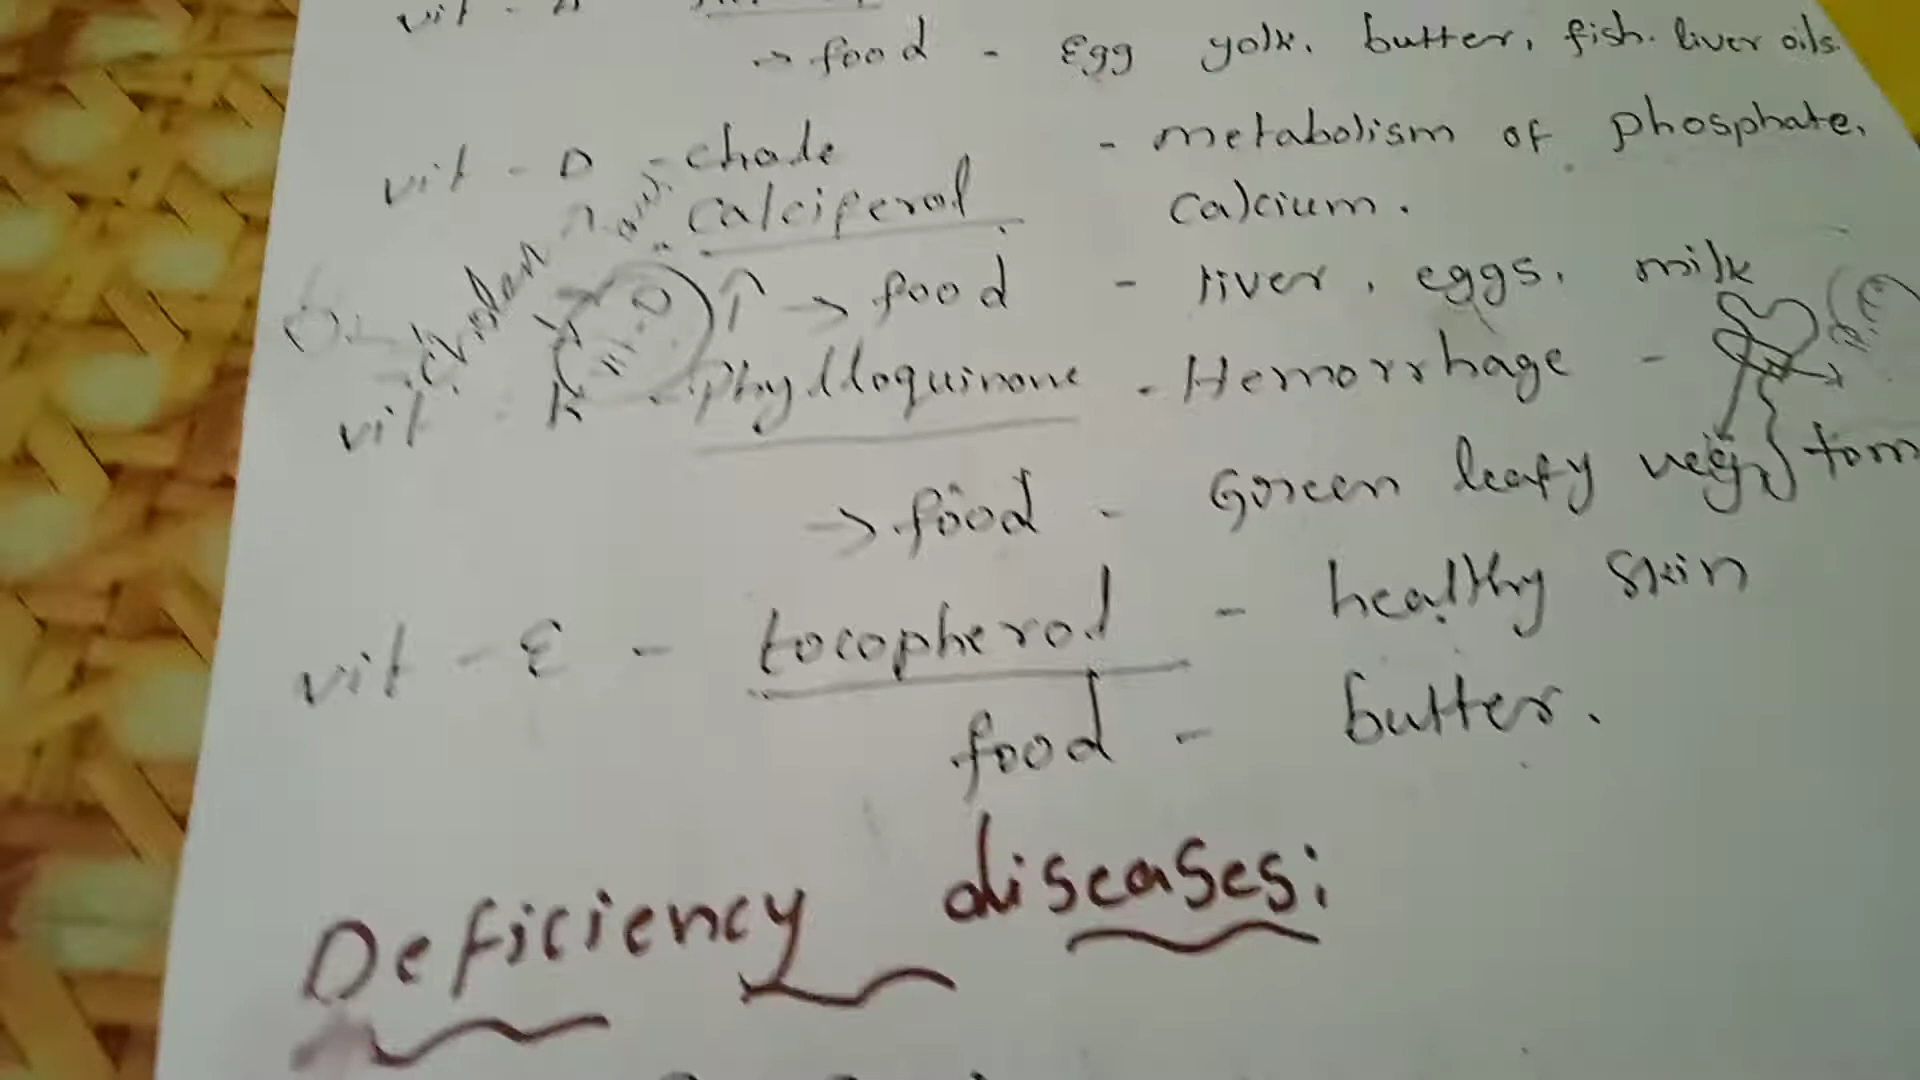 vit - A
→ food - Egg yolk, butter, fish liver oils.
vit - D - chole calciferol - metabolism of phosphate,
calcium.
→ food - liver, eggs, milk
vit - K - phylloquinone - Hemorrhage -
→ food - Green leafy veg, tom
vit - E - tocopherol - healthy skin
food - butter.
Deficiency diseases: